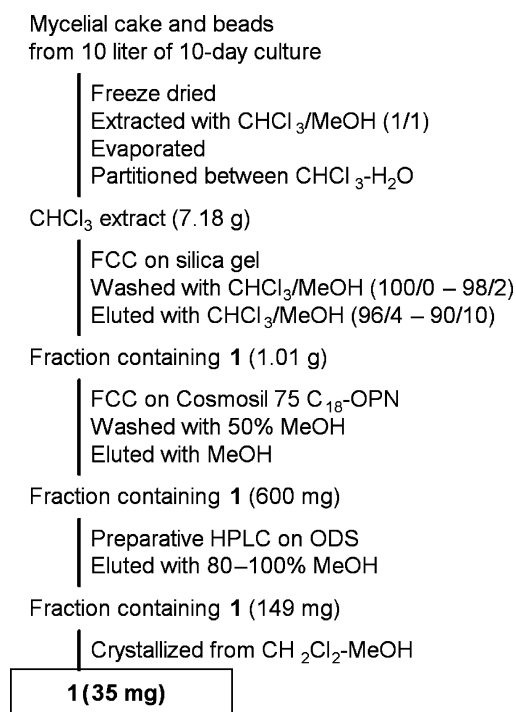 Mycelial cake and beads
from 10 liter of 10-day culture
Freeze dried
Extracted with CHCl₃/MeOH (1/1)
Evaporated
Partitioned between CHCl₃-H₂O
CHCl₃ extract (7.18 g)
FCC on silica gel
Washed with CHCl₃/MeOH (100/0 – 98/2)
Eluted with CHCl₃/MeOH (96/4 – 90/10)
Fraction containing 1 (1.01 g)
FCC on Cosmosil 75 C₁₈-OPN
Washed with 50% MeOH
Eluted with MeOH
Fraction containing 1 (600 mg)
Preparative HPLC on ODS
Eluted with 80–100% MeOH
Fraction containing 1 (149 mg)
Crystallized from CH₂Cl₂-MeOH
1 (35 mg)